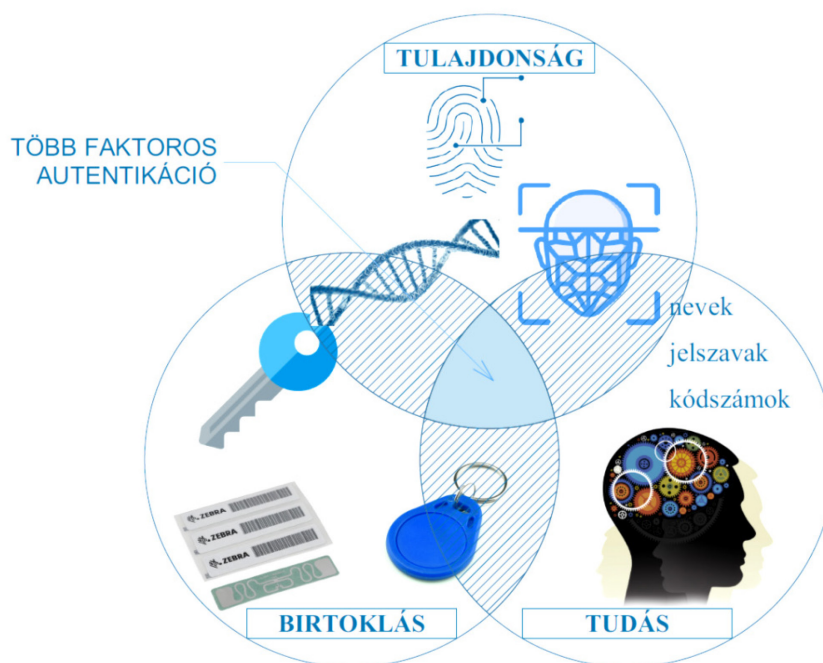 TULAJDONSÁG
TÖBB FAKTOROS
AUTENTIKÁCIÓ
nevek
jelszavak
kódszámok
ZEBRA
ZEBRA
ZEBRA
BIRTOKLÁS
TUDÁS